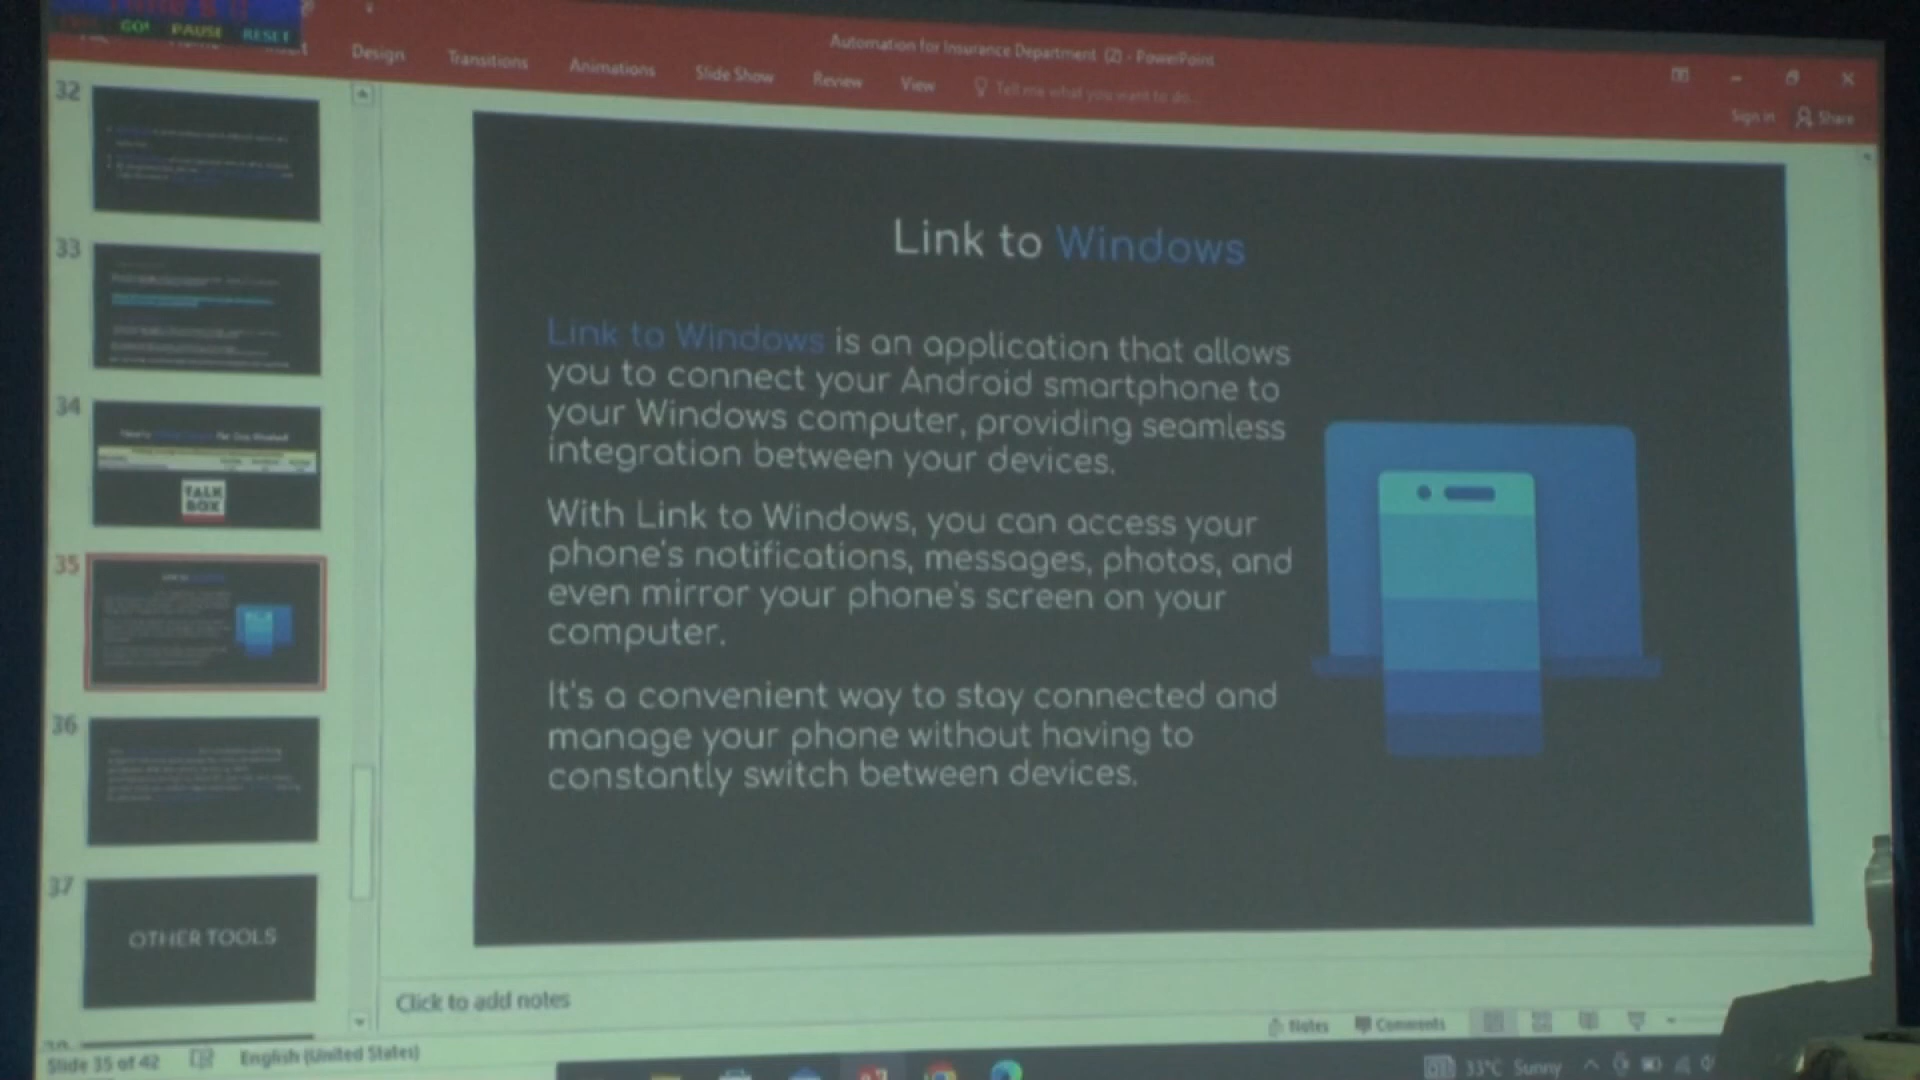 GO! PAUSE RESET
Design Transitions Animations Slide Show Review View Tell me what you want to do...
Automation for Insurance Department (2) - PowerPoint
Sign in Share
32
33
34
TALK
BOX
35
36
37
OTHER TOOLS
Link to Windows
Link to Windows is an application that allows
you to connect your Android smartphone to
your Windows computer, providing seamless
integration between your devices.
With Link to Windows, you can access your
phone's notifications, messages, photos, and
even mirror your phone's screen on your
computer.
It's a convenient way to stay connected and
manage your phone without having to
constantly switch between devices.
Click to add notes
Notes Comments
Slide 35 of 42 English (United States)
33°C Sunny